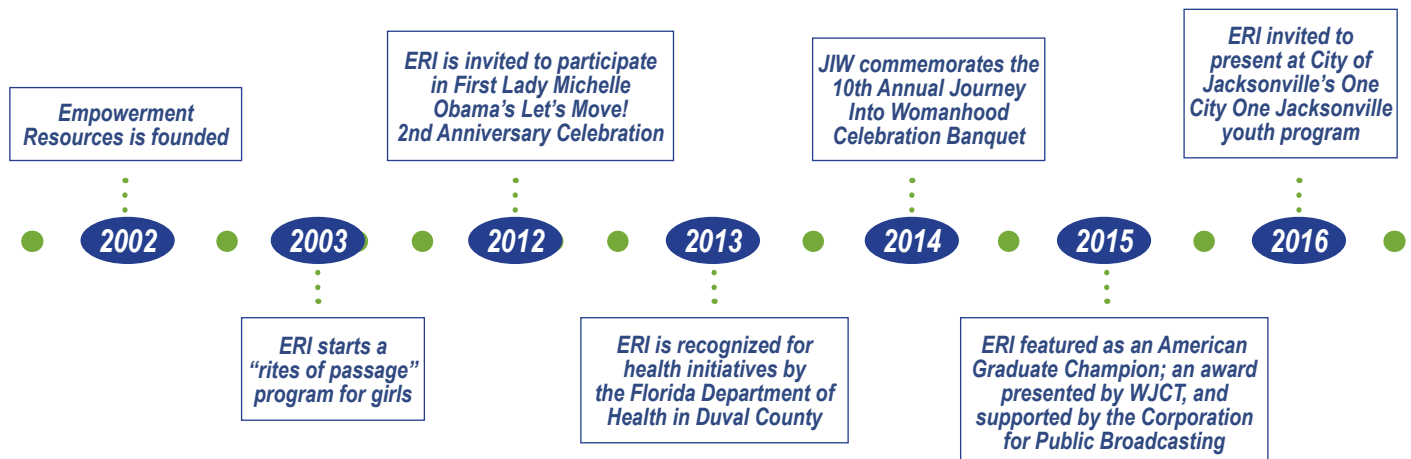 Empowerment
Resources is founded
ERI is invited to participate
in First Lady Michelle
Obama's Let's Move!
2nd Anniversary Celebration
JIW commemorates the
10th Annual Journey
Into Womanhood
Celebration Banquet
ERI invited to
present at City of
Jacksonville's One
City One Jacksonville
youth program
2002
2003
2012
2013
2014
2015
2016
ERI starts a
“rites of passage”
program for girls
ERI is recognized for
health initiatives by
the Florida Department of
Health in Duval County
ERI featured as an American
Graduate Champion; an award
presented by WJCT, and
supported by the Corporation
for Public Broadcasting